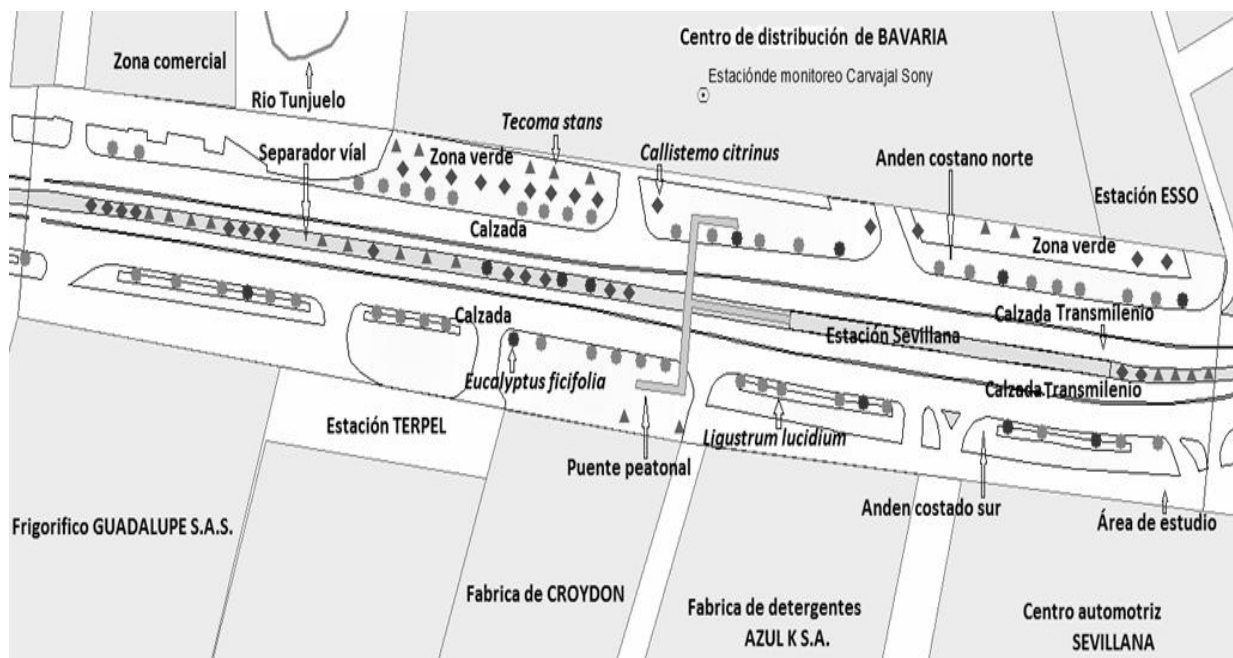 Centro de distribución de BAVARIA
Zona comercial
Estaciónde monitoreo Carvajal Sony
Rio Tunjuelo
Tecoma stans
Separador víal
Zona verde
Callistemo citrinus
Anden costano norte
Estación ESSO
Calzada
Zona verde
Calzada
Calzada Transmilenio
Estación Sevillana
Eucalyptus ficifolia
Calzada Transmilenio
Estación TERPEL
Ligustrum lucidium
Puente peatonal
Anden costado sur
Área de estudio
Frigorifico GUADALUPE S.A.S.
Fabrica de CROYDON
Fabrica de detergentes
AZUL K S.A.
Centro automotriz
SEVILLANA